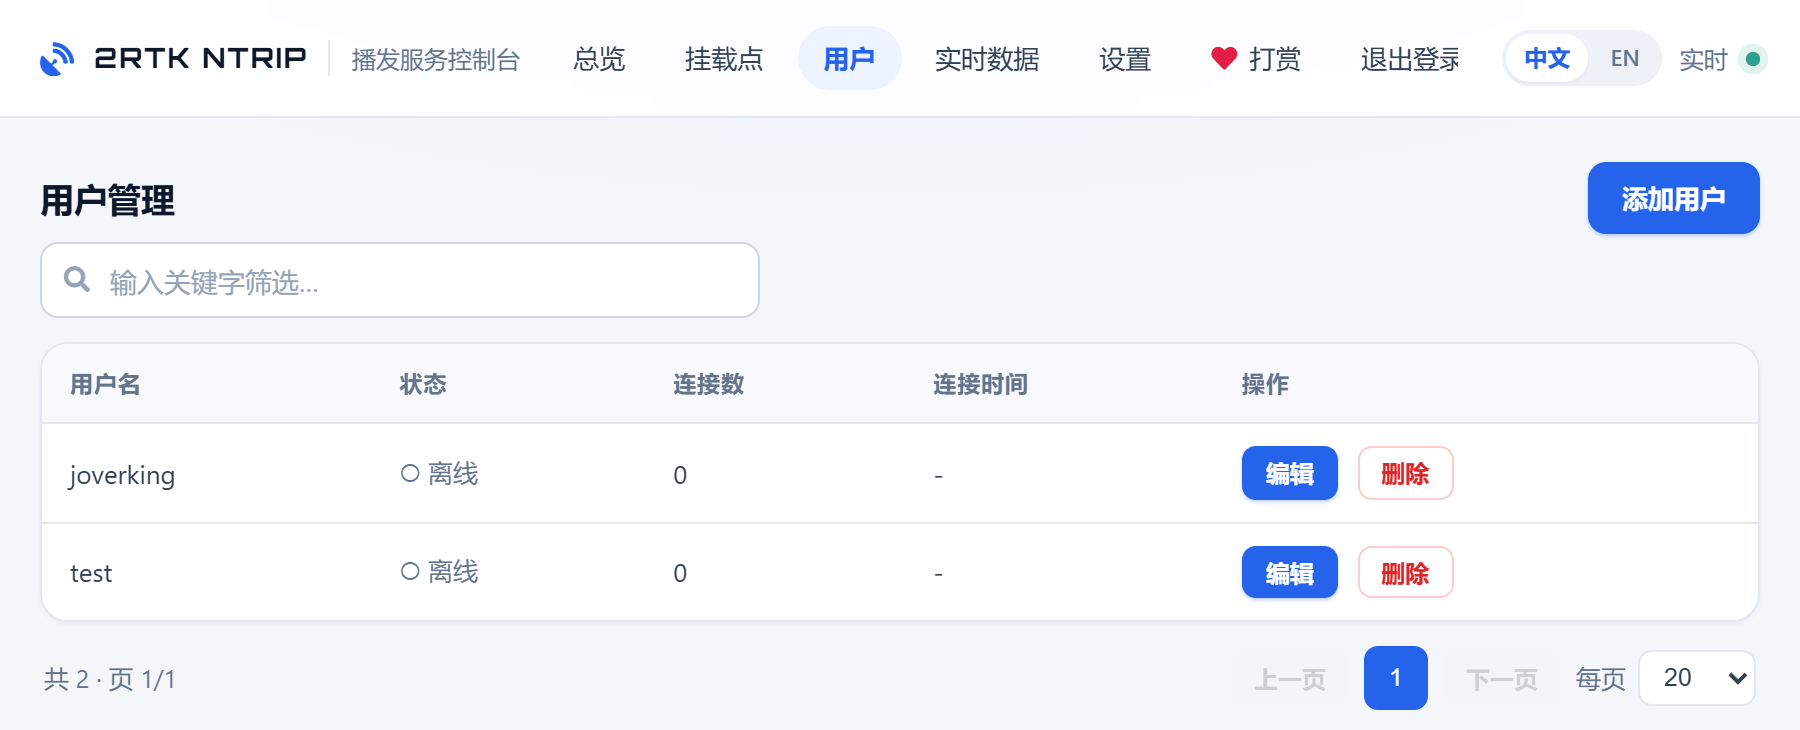 2RTK NTRIP 播发服务控制台 总览 挂载点 用户 实时数据 设置 打赏 退出登录 中文 EN 实时
用户管理 添加用户
输入关键字筛选...
用户名 状态 连接数 连接时间 操作
joverking 离线 0 - 编辑 删除
test 离线 0 - 编辑 删除
共 2 · 页 1/1 上一页 1 下一页 每页 20